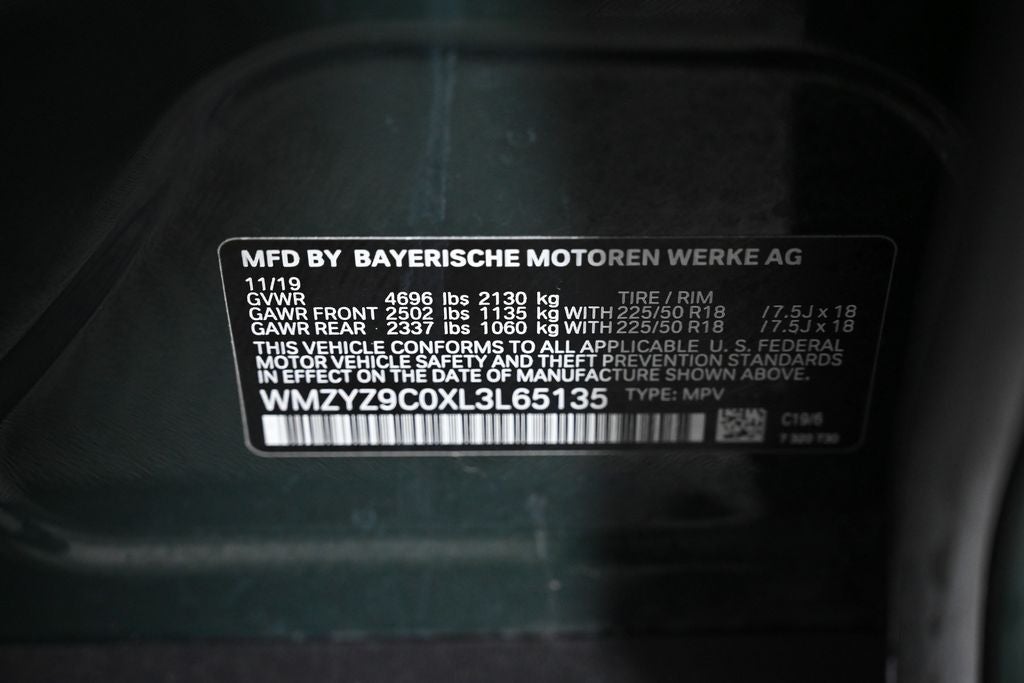 MFD BY BAYERISCHE MOTOREN WERKE AG
11/19
GVWR 4696 lbs 2130 kg TIRE / RIM
GAWR FRONT 2502 lbs 1135 kg WITH 225/50 R18 /7.5J x 18
GAWR REAR 2337 lbs 1060 kg WITH 225/50 R18 /7.5J x 18
THIS VEHICLE CONFORMS TO ALL APPLICABLE U.S. FEDERAL
MOTOR VEHICLE SAFETY AND THEFT PREVENTION STANDARDS
IN EFFECT ON THE DATE OF MANUFACTURE SHOWN ABOVE.
WMZYZ9C0XL3L65135 TYPE: MPV
C19/6
7 320 730